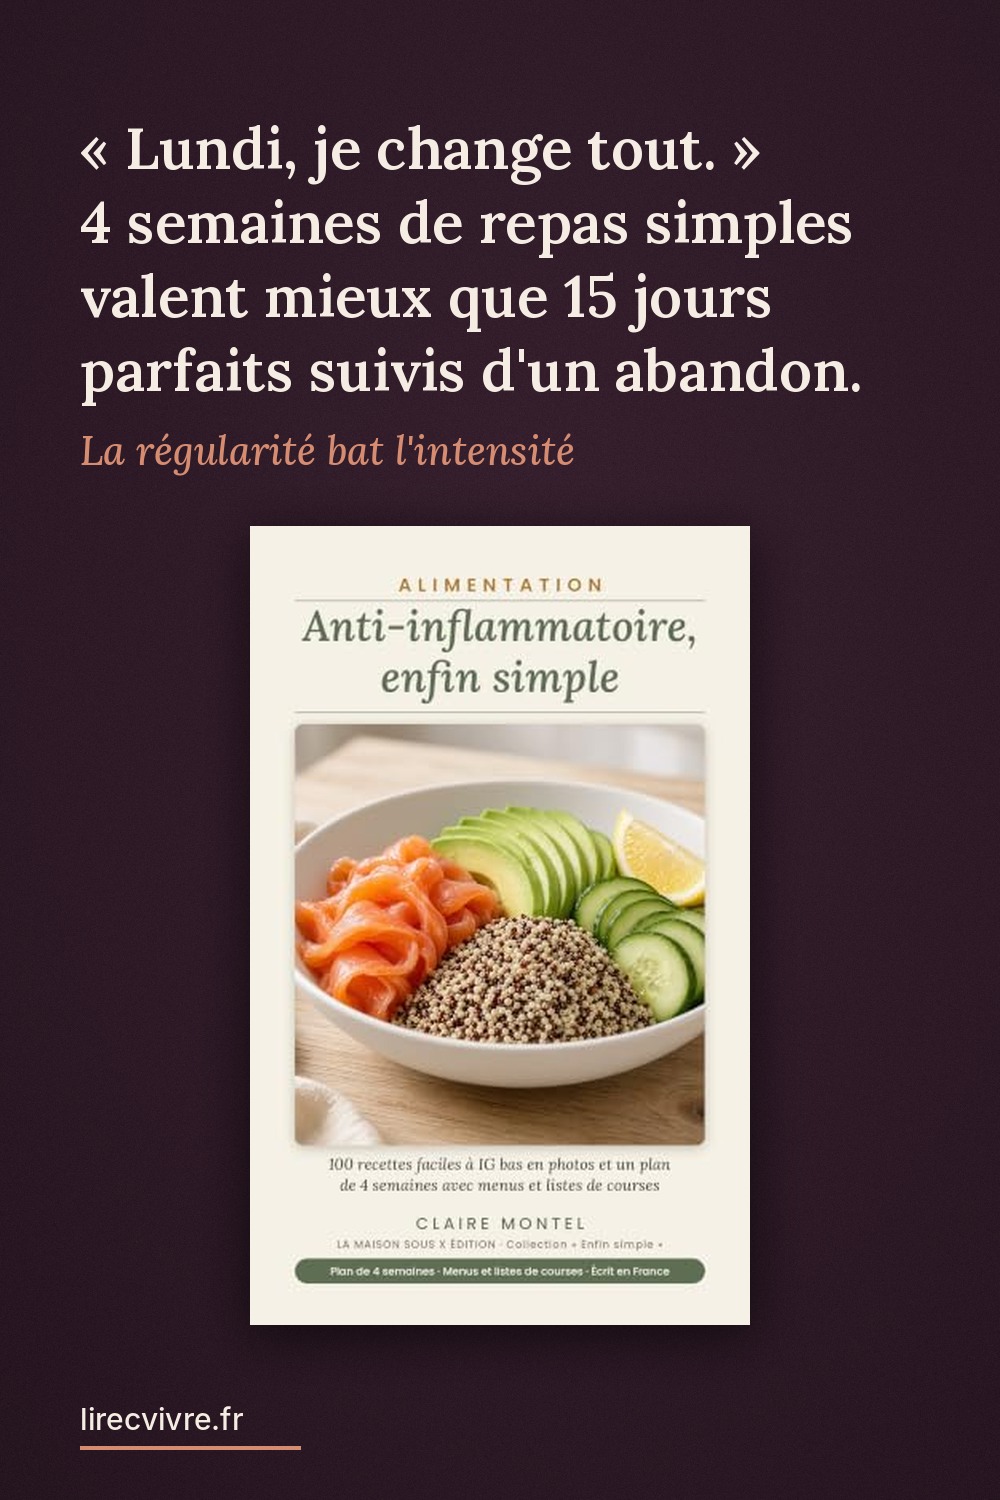 « Lundi, je change tout. »
4 semaines de repas simples
valent mieux que 15 jours
parfaits suivis d'un abandon.
La régularité bat l'intensité
ALIMENTATION
Anti-inflammatoire,
enfin simple
100 recettes faciles à IG bas en photos et un plan
de 4 semaines avec menus et listes de courses
CLAIRE MONTEL
LA MAISON SOUS X ÉDITION · Collection « Enfin simple »
Plan de 4 semaines · Menus et listes de courses · Écrit en France
lirecvivre.fr